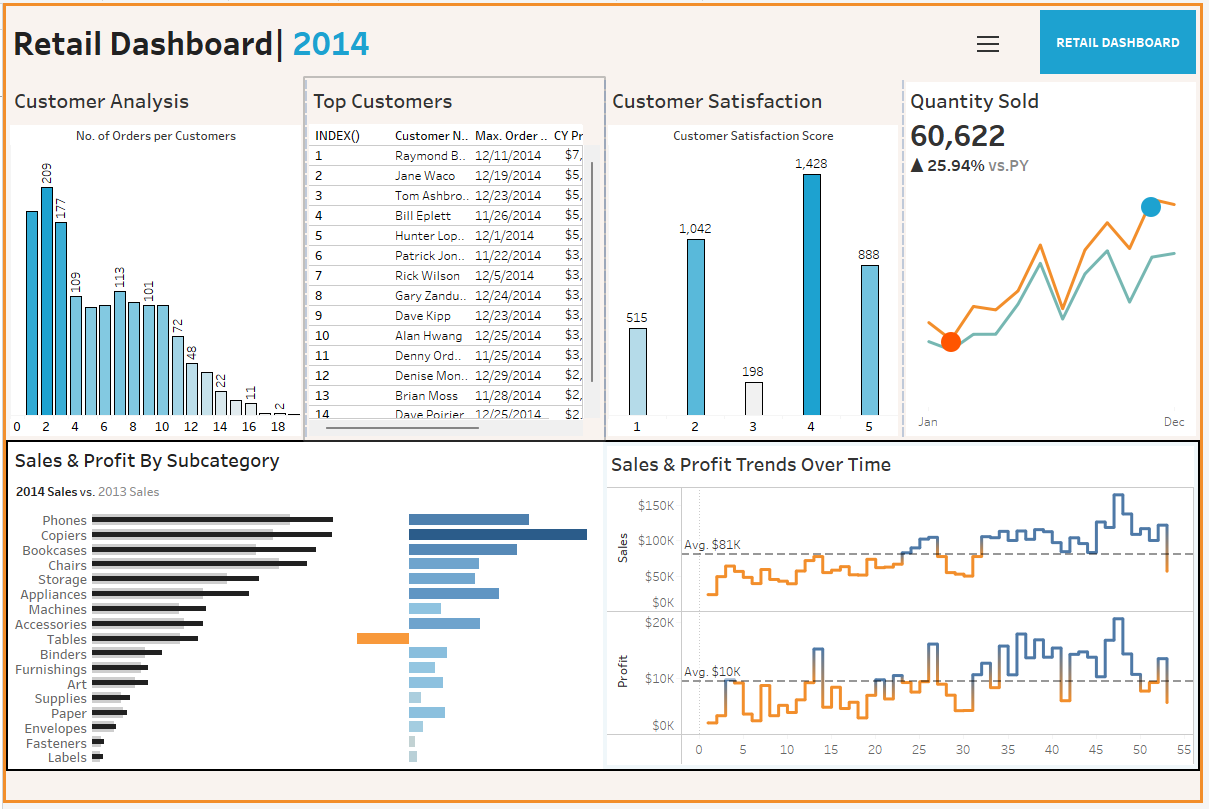 Retail Dashboard| 2014
RETAIL DASHBOARD
Customer Analysis
No. of Orders per Customers
209
177
109
113
101
72
48
22
11
2
0 2 4 6 8 10 12 14 16 18
Top Customers
INDEX() Customer N.. Max. Order .. CY Pr
1 Raymond B.. 12/11/2014 $7,
2 Jane Waco 12/19/2014 $5,
3 Tom Ashbro.. 12/23/2014 $5,
4 Bill Eplett 11/26/2014 $5,
5 Hunter Lop.. 12/1/2014 $5,
6 Patrick Jon.. 11/22/2014 $3,
7 Rick Wilson 12/5/2014 $3,
8 Gary Zandu.. 12/24/2014 $3,
9 Dave Kipp 12/23/2014 $3,
10 Alan Hwang 12/25/2014 $3,
11 Denny Ord.. 11/25/2014 $3,
12 Denise Mon.. 12/29/2014 $2,
13 Brian Moss 11/28/2014 $2,
14 Dave Poirier 12/25/2014 $2.
Customer Satisfaction
Customer Satisfaction Score
515
1,042
198
1,428
888
1 2 3 4 5
Quantity Sold
60,622
▲ 25.94% vs.PY
Jan Dec
Sales & Profit By Subcategory
2014 Sales vs. 2013 Sales
Phones
Copiers
Bookcases
Chairs
Storage
Appliances
Machines
Accessories
Tables
Binders
Furnishings
Art
Supplies
Paper
Envelopes
Fasteners
Labels
Sales & Profit Trends Over Time
Sales
$150K
$100K
$50K
$0K
Avg. $81K
Profit
$20K
$10K
$0K
Avg. $10K
0 5 10 15 20 25 30 35 40 45 50 55